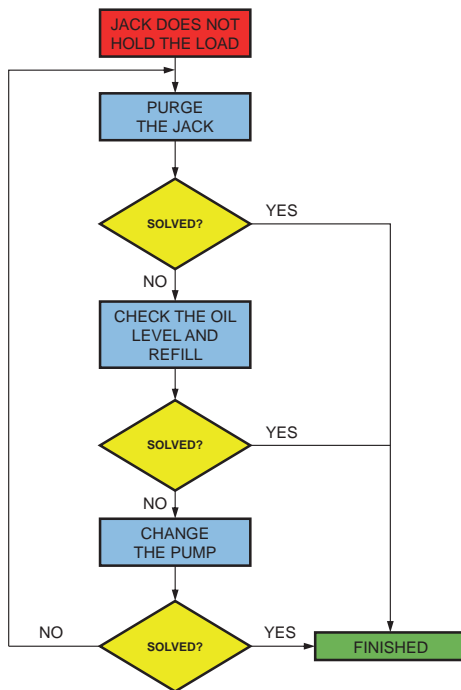 JACK DOES NOT
HOLD THE LOAD
PURGE
THE JACK
SOLVED?
YES
NO
CHECK THE OIL
LEVEL AND
REFILL
SOLVED?
YES
NO
CHANGE
THE PUMP
NO
SOLVED?
YES
FINISHED